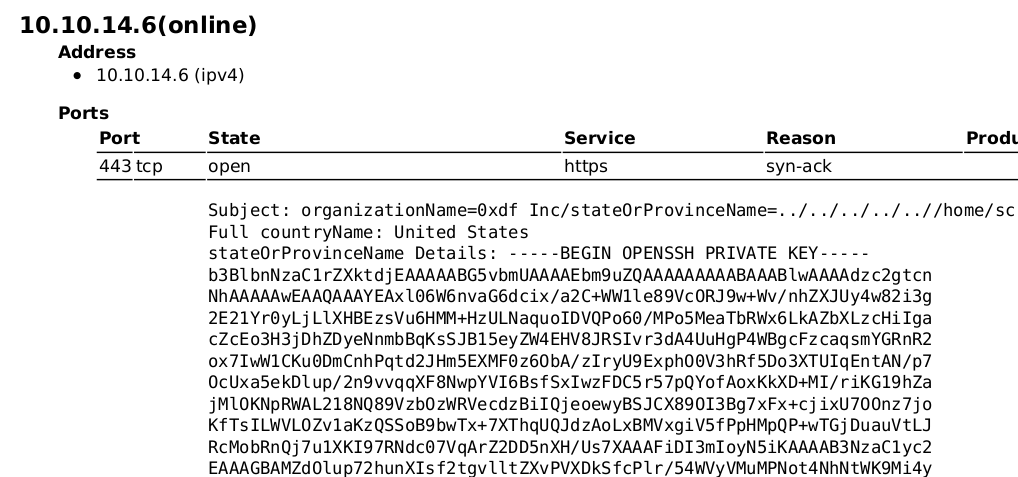 10.10.14.6(online)
Address
• 10.10.14.6 (ipv4)
Ports
Port State Service Reason Produ
443 tcp open https syn-ack
Subject: organizationName=0xdf Inc/stateOrProvinceName=../../../../..//home/sc
Full countryName: United States
stateOrProvinceName Details: -----BEGIN OPENSSH PRIVATE KEY-----
b3BlbnNzaC1rZXktdjEAAAAABG5vbmUAAAAEbm9uZQAAAAAAAAABAAABlwAAAAdzc2gtcn
NhAAAAAwEAAQAAAYEAxl06W6nvaG6dcix/a2C+WW1le89VcORJ9w+Wv/nhZXJUy4w82i3g
2E21Yr0yLjLlXHBEzsVu6HMM+HzULNaquoIDVQPo60/MPo5MeaTbRWx6LkAZbXLzcHiIga
cZcEo3H3jDhZDyeNnmbBqKsSJB15eyZW4EHV8JRSIvr3dA4UuHgP4WBgcFzcaqsmYGRnR2
ox7IwW1CKu0DmCnhPqtd2JHm5EXMF0z6ObA/zIryU9ExphO0V3hRf5Do3XTUIqEntAN/p7
OcUxa5ekDlup/2n9vvqqXF8NwpYVI6BsfSxIwzFDC5r57pQYofAoxKkXD+MI/riKG19hZa
jMlOKNpRWAL218NQ89VzbOzWRVecdzBiIQjeoewyBSJCX89OI3Bg7xFx+cjixU7OOnz7jo
KfTsILWVLOZv1aKzQSSoB9bwTx+7XThqUQJdzAoLxBMVxgiV5fPpHMpQP+wTGjDuauVtLJ
RcMobRnQj7u1XKI97RNdc07VqArZ2DD5nXH/Us7XAAAFiDI3mIoyN5iKAAAAB3NzaC1yc2
EAAAGBAMZdOlup72hunXIsf2tgvlltZXvPVXDkSfcPlr/54WVyVMuMPNot4NhNtWK9Mi4y